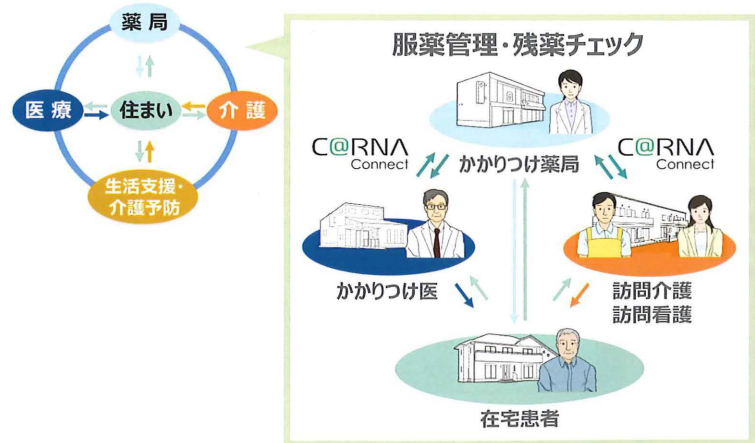 薬局
医療
住まい
介護
生活支援・
介護予防
服薬管理・残薬チェック
C@RNA
Connect
かかりつけ薬局
C@RNA
Connect
かかりつけ医
訪問介護
訪問看護
在宅患者